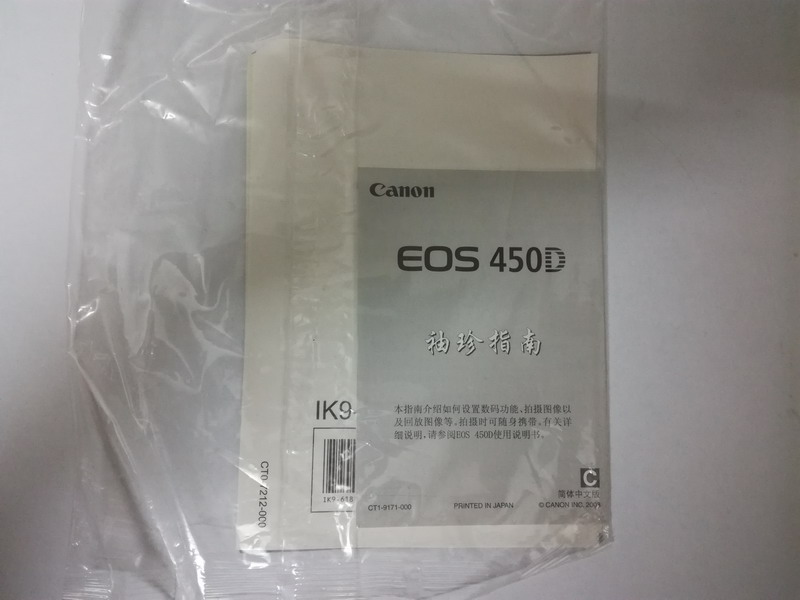 Canon
EOS 450D
袖珍指南
本指南介绍如何设置数码功能，拍摄图像以
及回放图像等。拍摄时可随身携带。有关详
细说明，请参阅EOS 450D使用说明书。
C
简体中文版
CT1-9171-000 PRINTED IN JAPAN © CANON INC.
IK9-
IK9-618